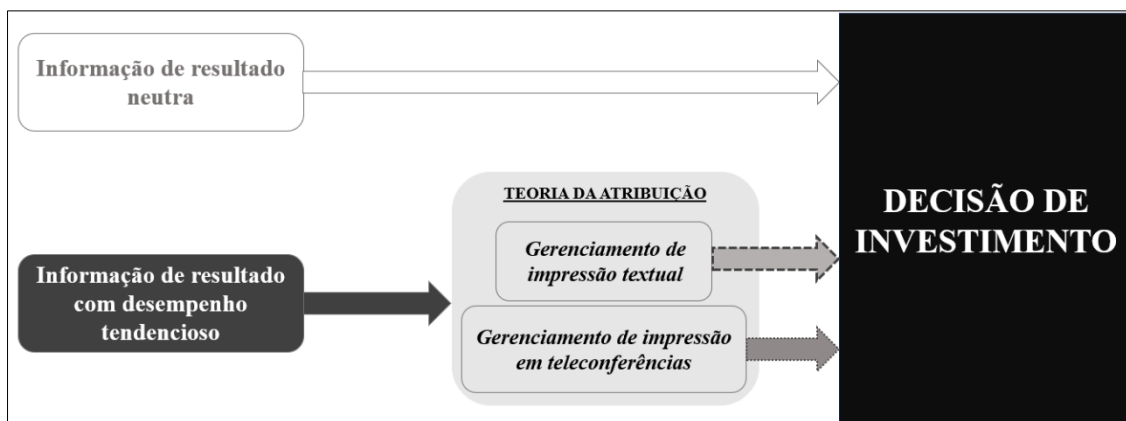 Informação de resultado
neutra
TEORIA DA ATRIBUIÇÃO
Gerenciamento de
impressão textual
Informação de resultado
com desempenho
tendencioso
Gerenciamento de impressão
em teleconferências
DECISÃO DE
INVESTIMENTO